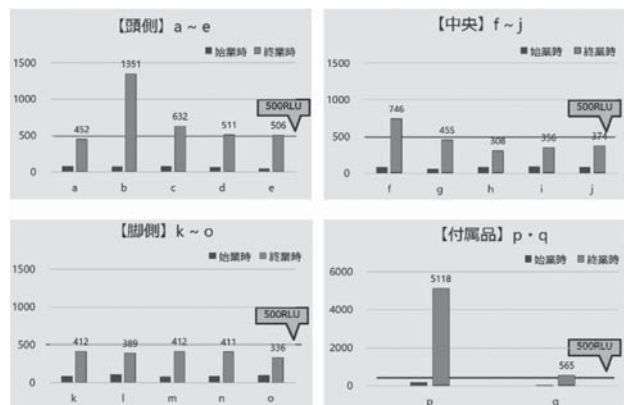 【頭側】a～e
■始業時 ■終業時
1500
1000
500
0
452
1351
632
511
506
500RLU
a b c d e
【中央】f～j
■始業時 ■終業時
1500
1000
500
0
746
455
308
356
374
500RLU
f g h i j
【脚側】k～o
■始業時 ■終業時
1500
1000
500
0
412
389
412
411
336
500RLU
k l m n o
【付属品】p・q
■始業時 ■終業時
6000
4000
2000
0
5118
565
500RLU
p q